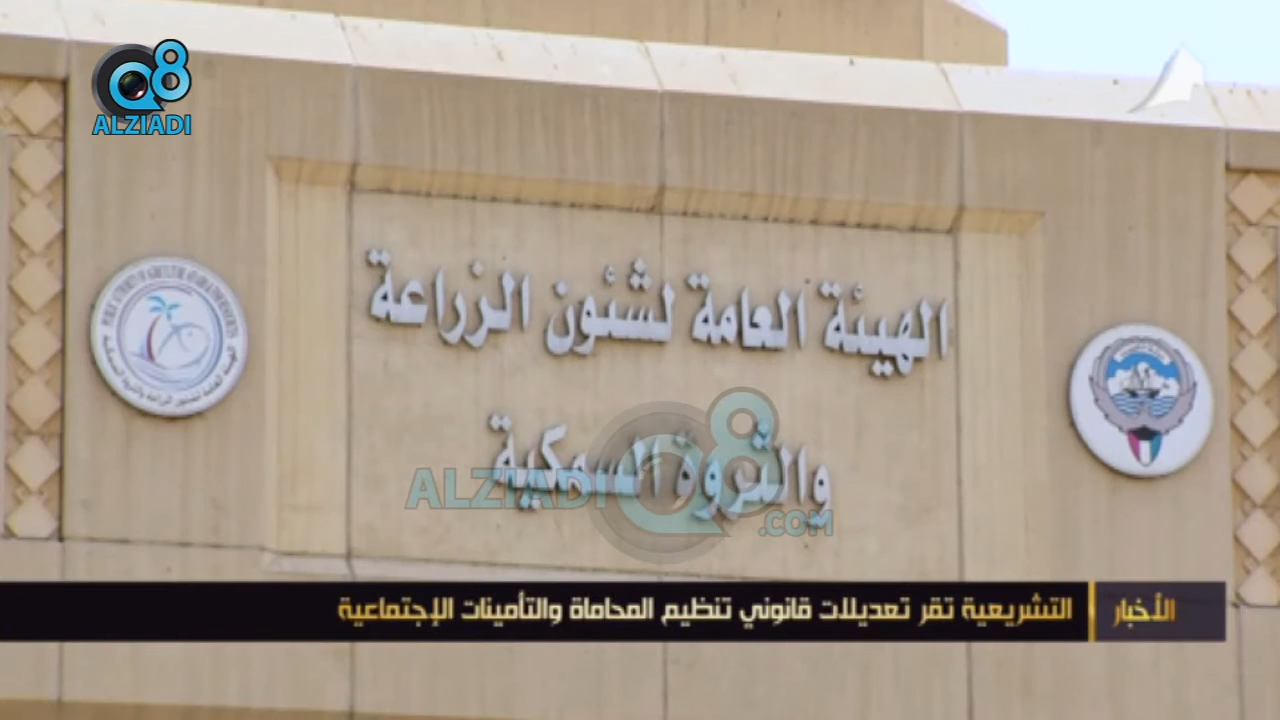 Q8
ALZIADI
الهيئة العامة لشئون الزراعة
والثروة السمكية
ALZIADI Q8
.COM
الأخبار
التشريعية تقر تعديلات قانوني تنظيم المحاماة والتأمينات الإجتماعية